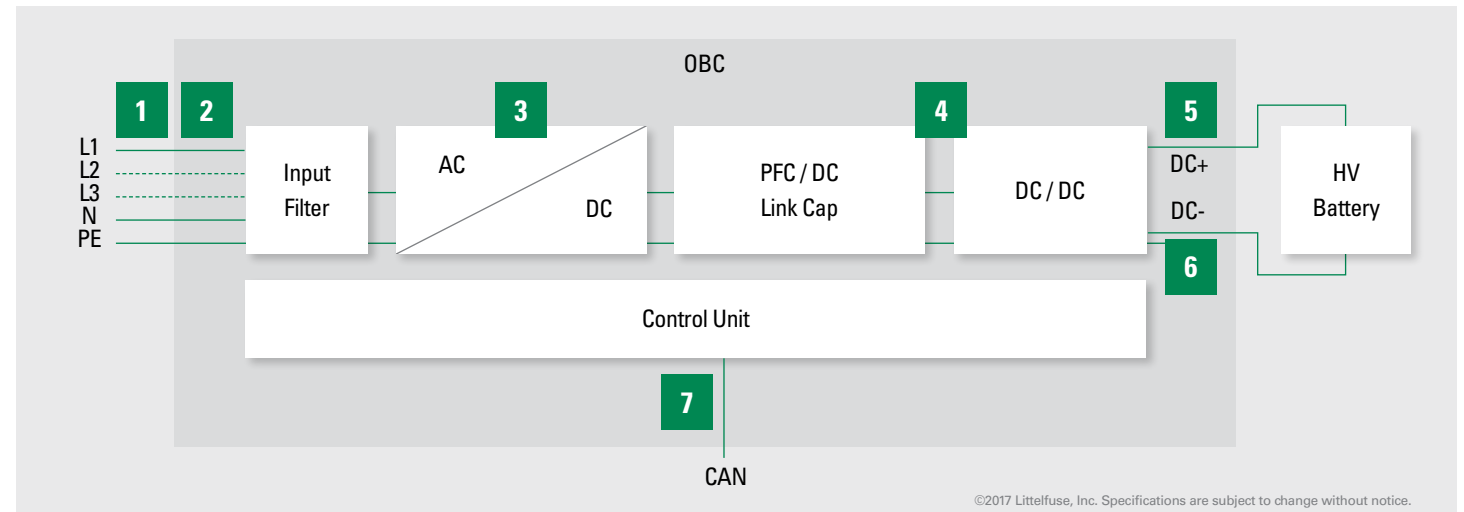 OBC
1
2
3
4
5
L1
L2
L3
N
PE
Input
Filter
AC
DC
PFC / DC
Link Cap
DC / DC
DC+
DC-
HV
Battery
6
Control Unit
7
CAN
©2017 Littelfuse, Inc. Specifications are subject to change without notice.